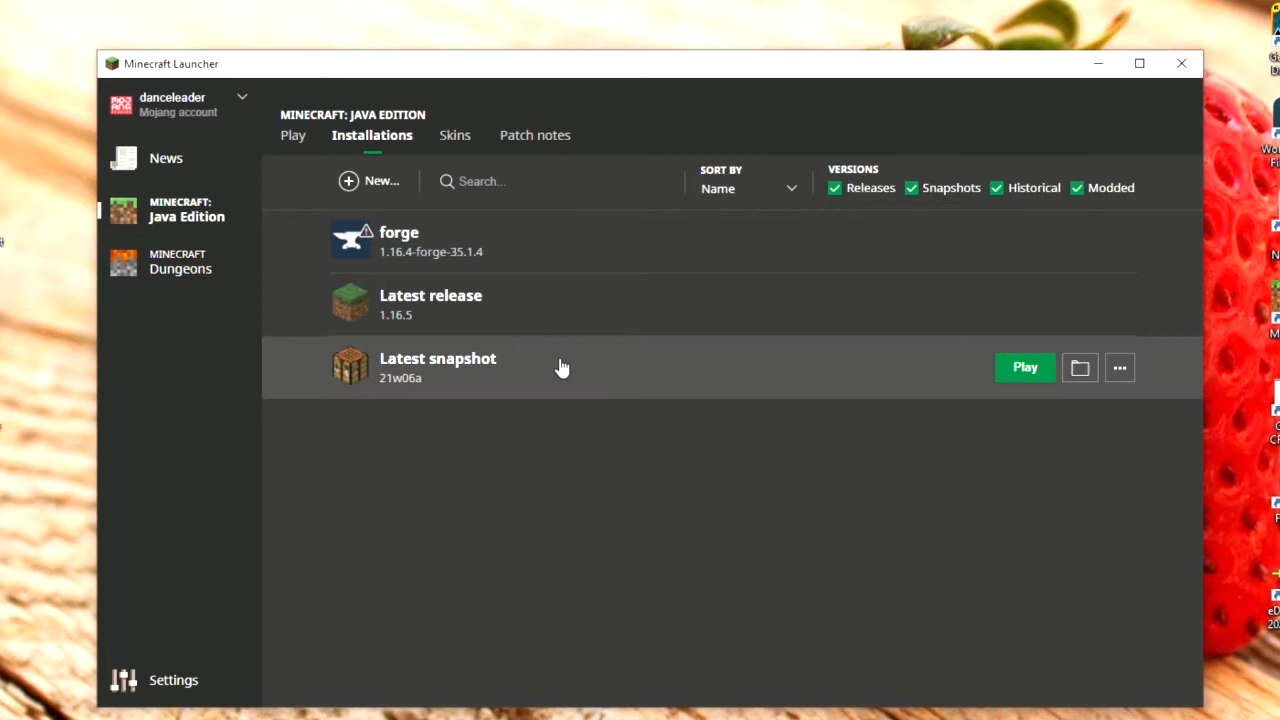 Minecraft Launcher
danceleader
Mojang account
News
MINECRAFT:
Java Edition
MINECRAFT
Dungeons
Settings
MINECRAFT: JAVA EDITION
Play Installations Skins Patch notes
New... Search...
SORT BY
Name
VERSIONS
Releases Snapshots Historical Modded
forge
1.16.4-forge-35.1.4
Latest release
1.16.5
Latest snapshot
21w06a
Play